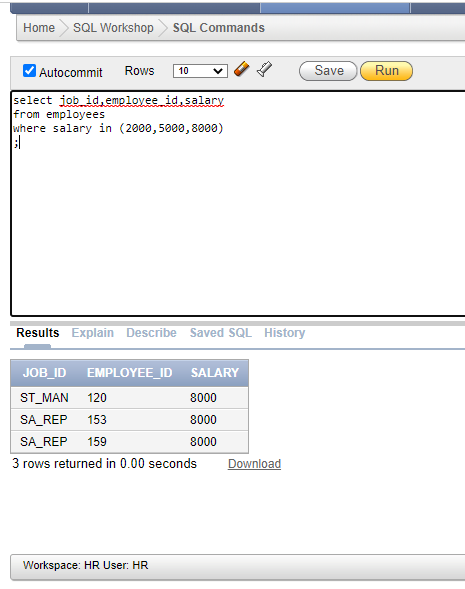 Home SQL Workshop SQL Commands
Autocommit Rows 10 Save Run
select job_id,employee_id,salary
from employees
where salary in (2000,5000,8000)
;
Results Explain Describe Saved SQL History
JOB_ID EMPLOYEE_ID SALARY
ST_MAN 120 8000
SA_REP 153 8000
SA_REP 159 8000
3 rows returned in 0.00 seconds Download
Workspace: HR User: HR